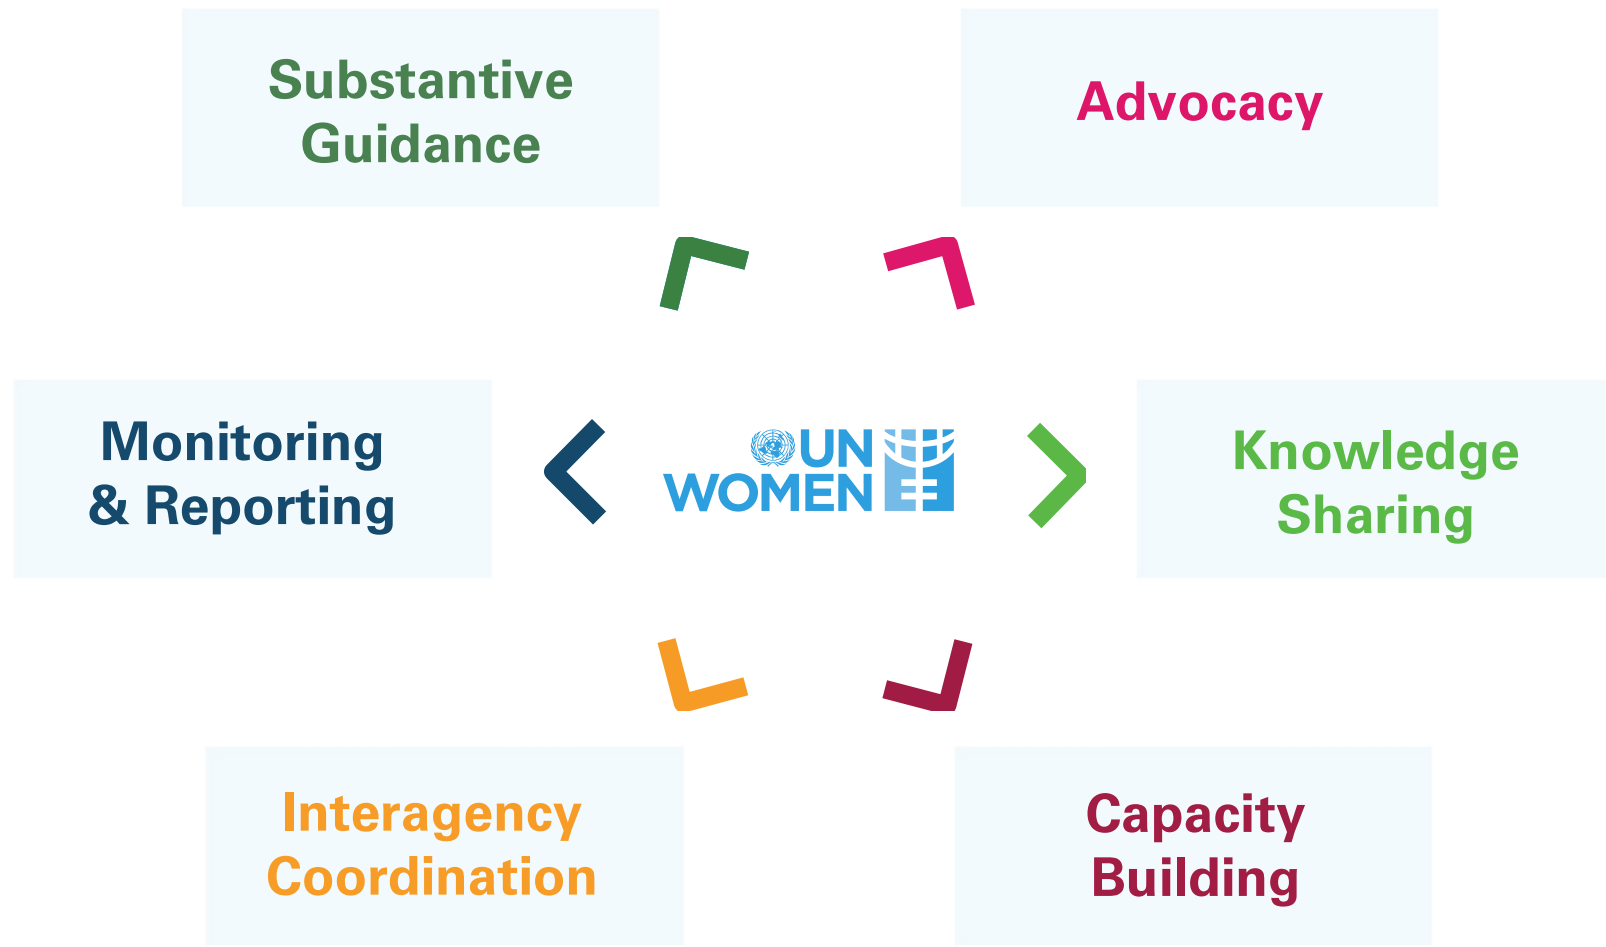 Substantive
Guidance
Advocacy
Monitoring
& Reporting
UN
WOMEN
Knowledge
Sharing
Interagency
Coordination
Capacity
Building